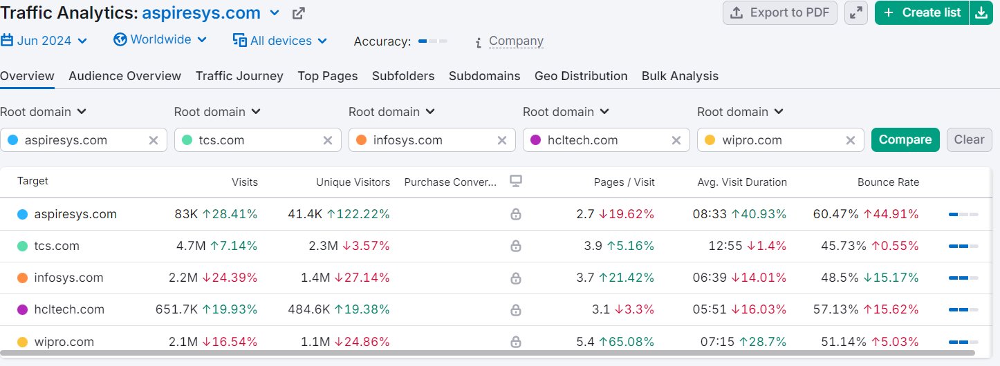 Traffic Analytics: aspiresys.com Export to PDF + Create list
Jun 2024 Worldwide All devices Accuracy: i Company
Overview Audience Overview Traffic Journey Top Pages Subfolders Subdomains Geo Distribution Bulk Analysis
Root domain Root domain Root domain Root domain Root domain
aspiresys.com tcs.com infosys.com hcltech.com wipro.com Compare Clear
Target Visits Unique Visitors Purchase Conver... Pages / Visit Avg. Visit Duration Bounce Rate
aspiresys.com 83K ↑28.41% 41.4K ↑122.22% 2.7 ↓19.62% 08:33 ↑40.93% 60.47% ↑44.91%
tcs.com 4.7M ↑7.14% 2.3M ↓3.57% 3.9 ↑5.16% 12:55 ↓1.4% 45.73% ↑0.55%
infosys.com 2.2M ↓24.39% 1.4M ↓27.14% 3.7 ↑21.42% 06:39 ↓14.01% 48.5% ↓15.17%
hcltech.com 651.7K ↑19.93% 484.6K ↑19.38% 3.1 ↓3.3% 05:51 ↓16.03% 57.13% ↑15.62%
wipro.com 2.1M ↓16.54% 1.1M ↓24.86% 5.4 ↑65.08% 07:15 ↑28.7% 51.14% ↑5.03%